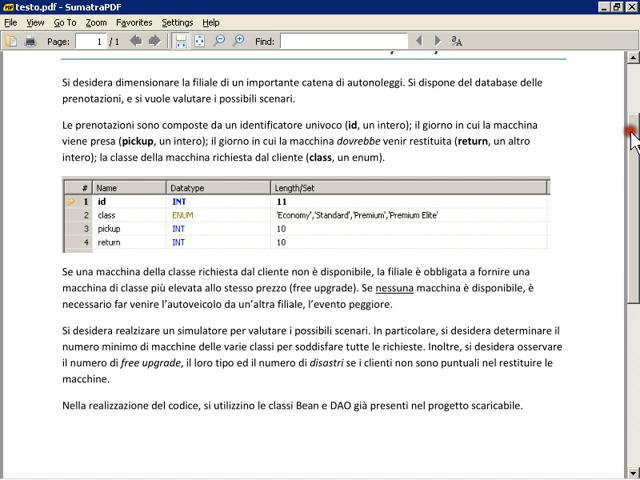 testo.pdf - SumatraPDF
File View Go To Zoom Favorites Settings Help
Page: 1 / 1 Find:
Si desidera dimensionare la filiale di un importante catena di autonoleggi. Si dispone del database delle
prenotazioni, e si vuole valutare i possibili scenari.
Le prenotazioni sono composte da un identificatore univoco (id, un intero); il giorno in cui la macchina
viene presa (pickup, un intero); il giorno in cui la macchina dovrebbe venir restituita (return, un altro
intero); la classe della macchina richiesta dal cliente (class, un enum).
# Name Datatype Length/Set
1 id INT 11
2 class ENUM 'Economy','Standard','Premium','Premium Elite'
3 pickup INT 10
4 return INT 10
Se una macchina della classe richiesta dal cliente non è disponibile, la filiale è obbligata a fornire una
macchina di classe più elevata allo stesso prezzo (free upgrade). Se nessuna macchina è disponibile, è
necessario far venire l'autoveicolo da un'altra filiale, l'evento peggiore.
Si desidera realzizare un simulatore per valutare i possibili scenari. In particolare, si desidera determinare il
numero minimo di macchine delle varie classi per soddisfare tutte le richieste. Inoltre, si desidera osservare
il numero di free upgrade, il loro tipo ed il numero di disastri se i clienti non sono puntuali nel restituire le
macchine.
Nella realizzazione del codice, si utilizzino le classi Bean e DAO già presenti nel progetto scaricabile.